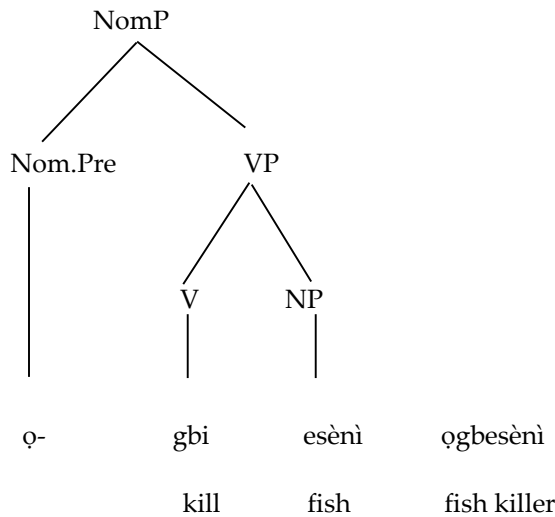 NomP
Nom.Pre VP
V NP
ọ- gbi esènì ọgbesènì
kill fish fish killer